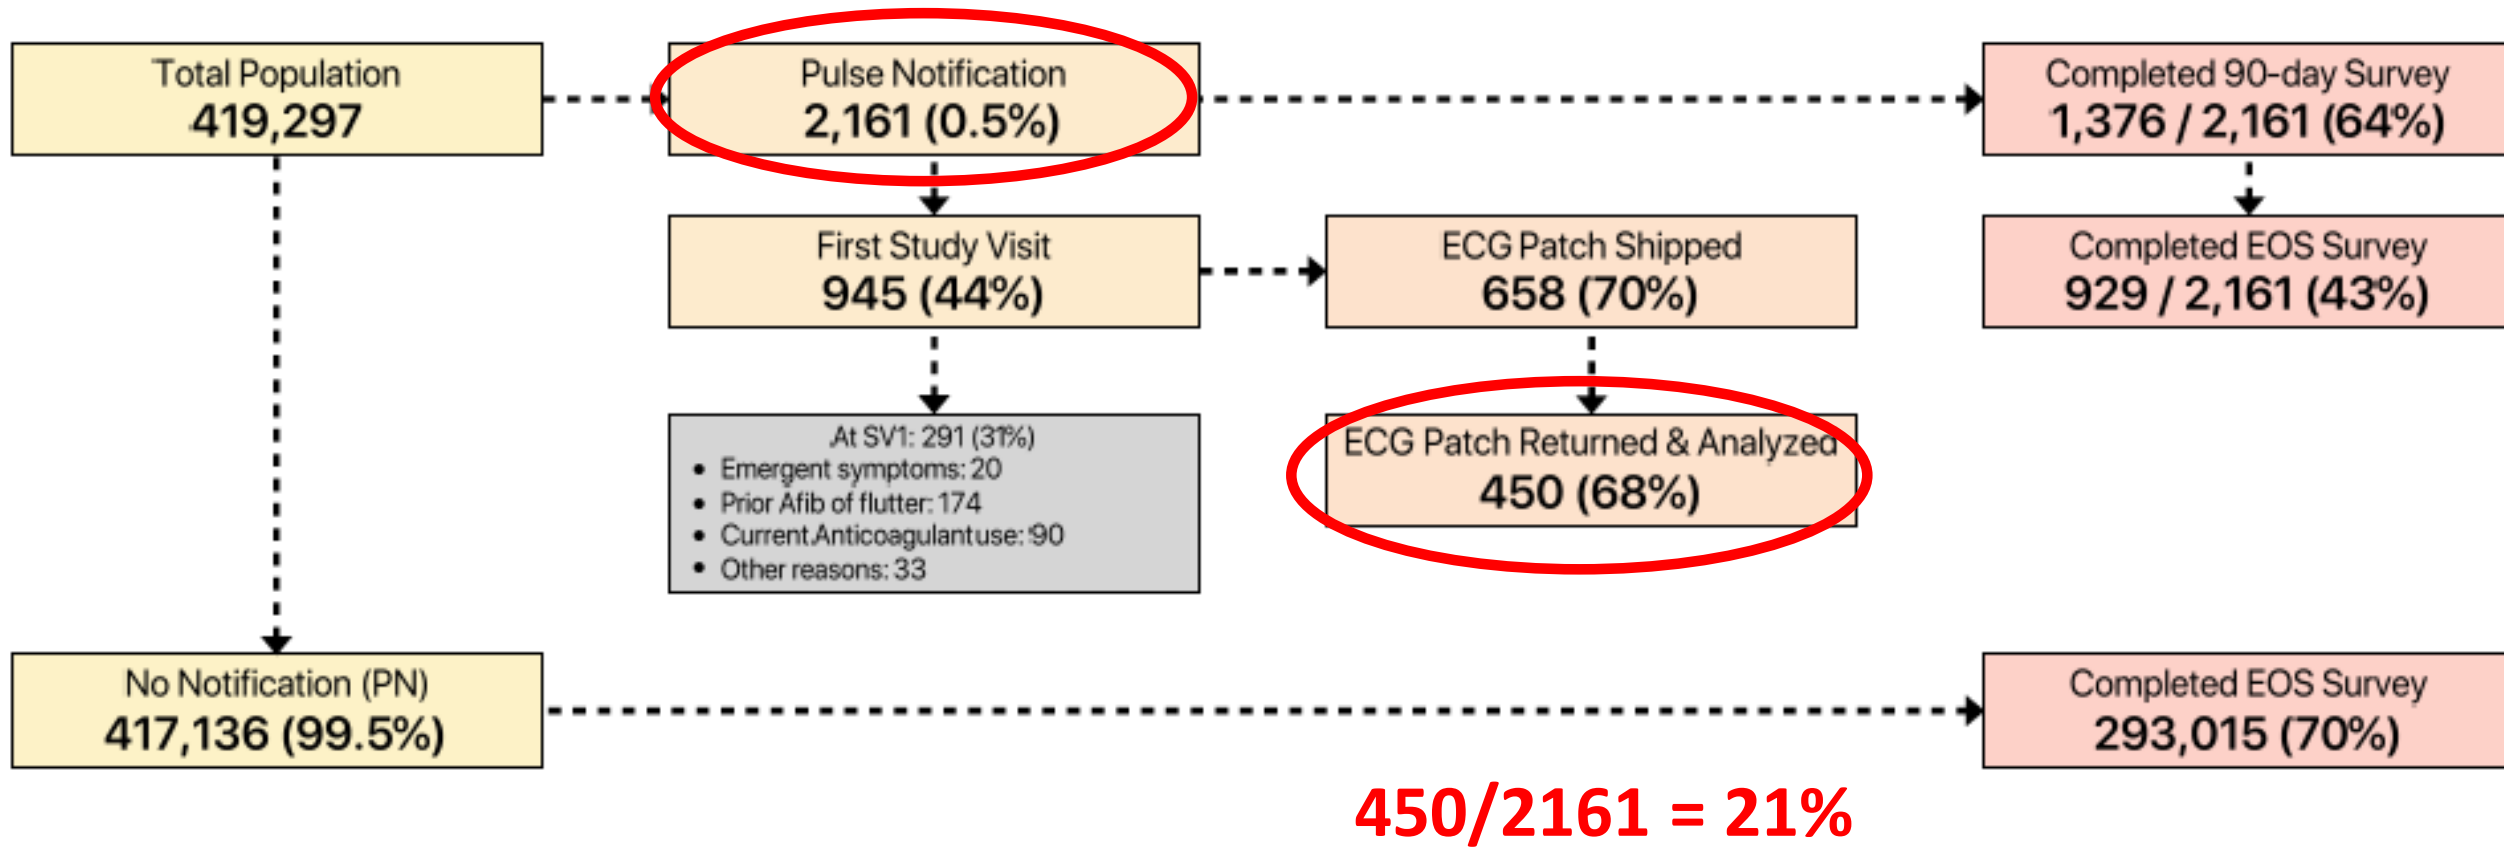 Total Population
419,297
Pulse Notification
2,161 (0.5%)
Completed 90-day Survey
1,376 / 2,161 (64%)
First Study Visit
945 (44%)
ECG Patch Shipped
658 (70%)
Completed EOS Survey
929 / 2,161 (43%)
At SV1: 291 (31%)
• Emergent symptoms: 20
• Prior Afib of flutter: 174
• Current Anticoagulant use: 90
• Other reasons: 33
ECG Patch Returned & Analyzed
450 (68%)
No Notification (PN)
417,136 (99.5%)
Completed EOS Survey
293,015 (70%)
450/2161 = 21%